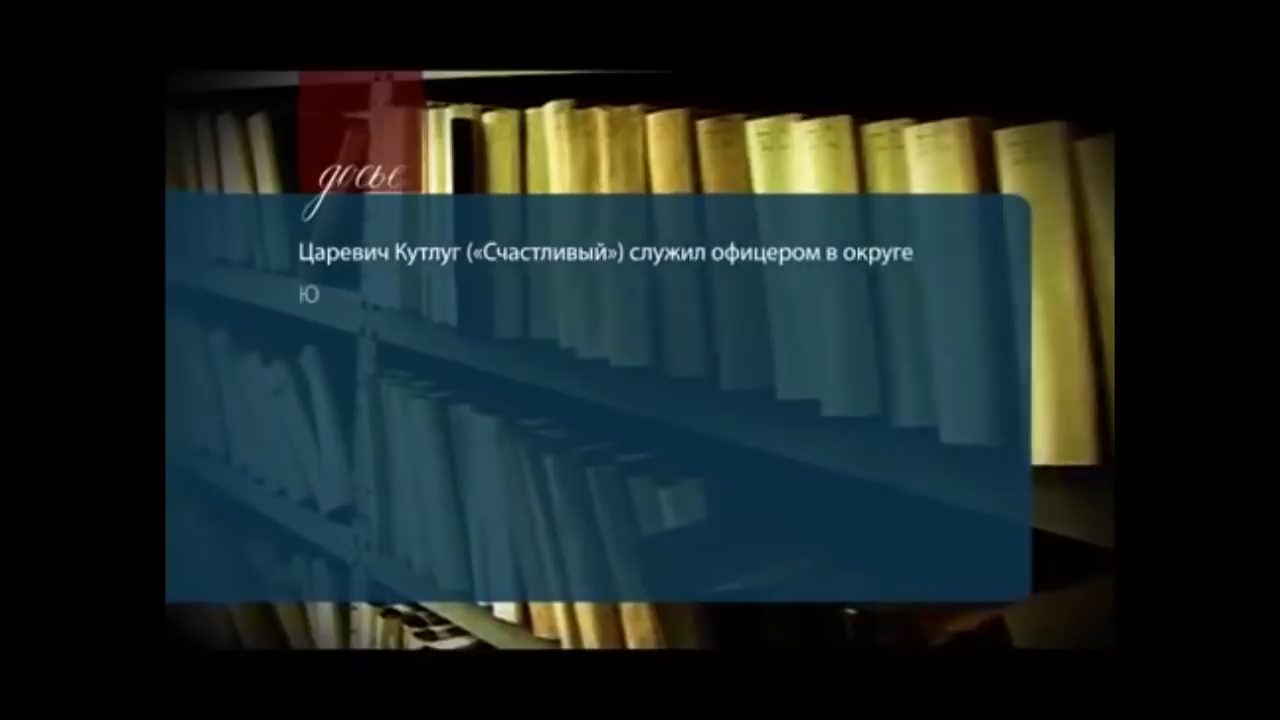 досье
Царевич Кутлуг («Счастливый») служил офицером в округе
Ю